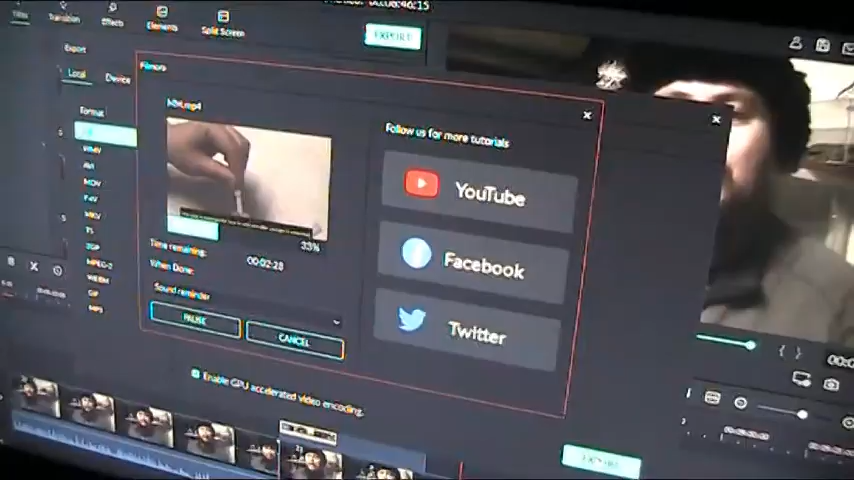 Titles
Transition
Effects
Elements
Split Screen
EXPORT
Export
Local
Device
Filmora
Format
WMV
AVI
MOV
F4V
MKV
TS
3GP
MPEG-2
WEBM
GIF
MP3
33%
Time remaining:
00:02:28
When Done:
Sound reminder
PAUSE
CANCEL
Follow us for more tutorials
YouTube
Facebook
Twitter
Enable GPU accelerated video encoding.
EXPORT